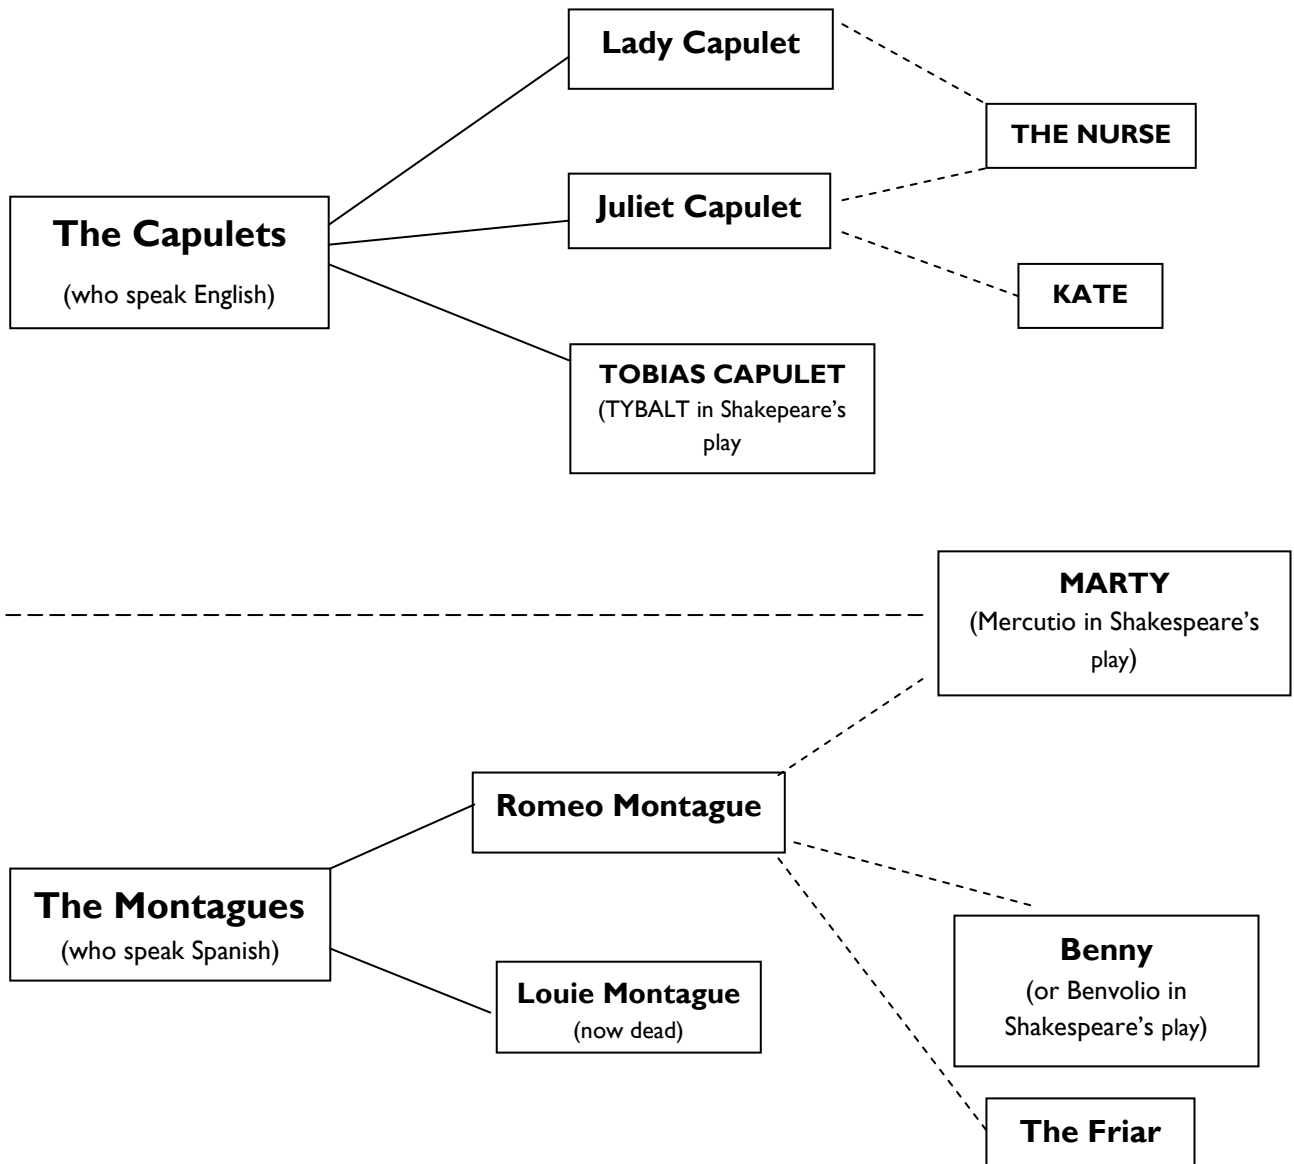 Lady Capulet
THE NURSE
Juliet Capulet
The Capulets
(who speak English)
KATE
TOBIAS CAPULET
(TYBALT in Shakepeare’s
play
MARTY
(Mercutio in Shakespeare’s
play)
Romeo Montague
The Montagues
(who speak Spanish)
Benny
(or Benvolio in
Shakespeare’s play)
Louie Montague
(now dead)
The Friar